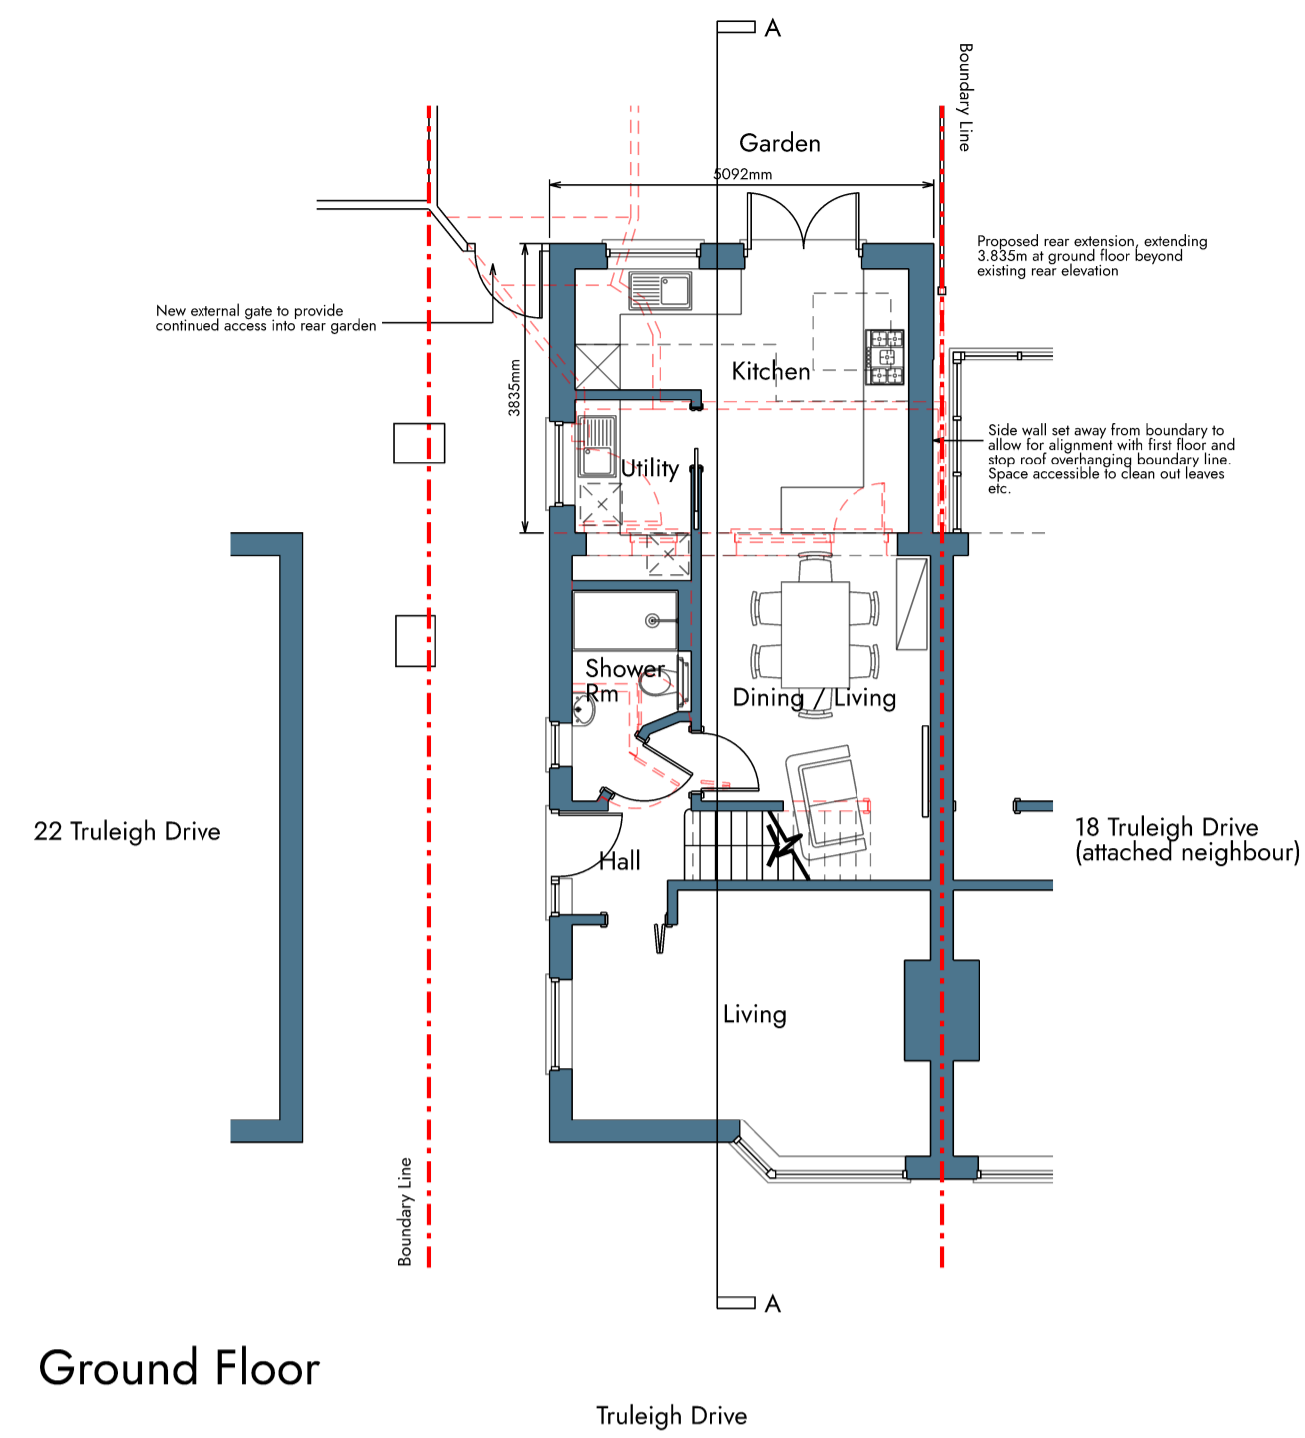 A
Boundary Line
Garden
5092mm
Proposed rear extension, extending
3.835m at ground floor beyond
existing rear elevation
New external gate to provide
continued access into rear garden
3835mm
Kitchen
Side wall set away from boundary to
allow for alignment with first floor and
stop roof overhanging boundary line.
Space accessible to clean out leaves
etc.
Utility
Shower
Rm
Dining / Living
22 Truleigh Drive
18 Truleigh Drive
(attached neighbour)
Hall
Living
Boundary Line
A
Ground Floor
Truleigh Drive